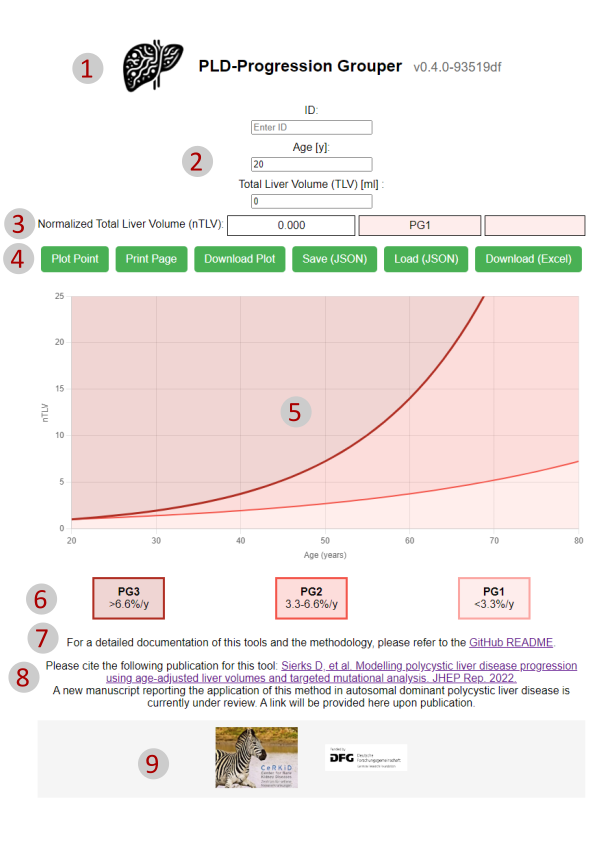 1
PLD-Progression Grouper v0.4.0-93519df
ID:
Enter ID
2
Age [y]:
20
Total Liver Volume (TLV) [ml] :
0
3 Normalized Total Liver Volume (nTLV): 0.000 PG1
4 Plot Point Print Page Download Plot Save (JSON) Load (JSON) Download (Excel)
25
20
15
5
10
5
0
nTLV
20 30 40 50 60 70 80
Age (years)
6
PG3 PG2 PG1
>6.6%/y 3.3-6.6%/y <3.3%/y
7
For a detailed documentation of this tools and the methodology, please refer to the GitHub README.
8
Please cite the following publication for this tool: Sierks D, et al. Modelling polycystic liver disease progression
using age-adjusted liver volumes and targeted mutational analysis. JHEP Rep. 2022.
A new manuscript reporting the application of this method in autosomal dominant polycystic liver disease is
currently under review. A link will be provided here upon publication.
9
CeRKiD
Center for Rare
Kidney Diseases
DFG Deutsche
Forschungsgemeinschaft